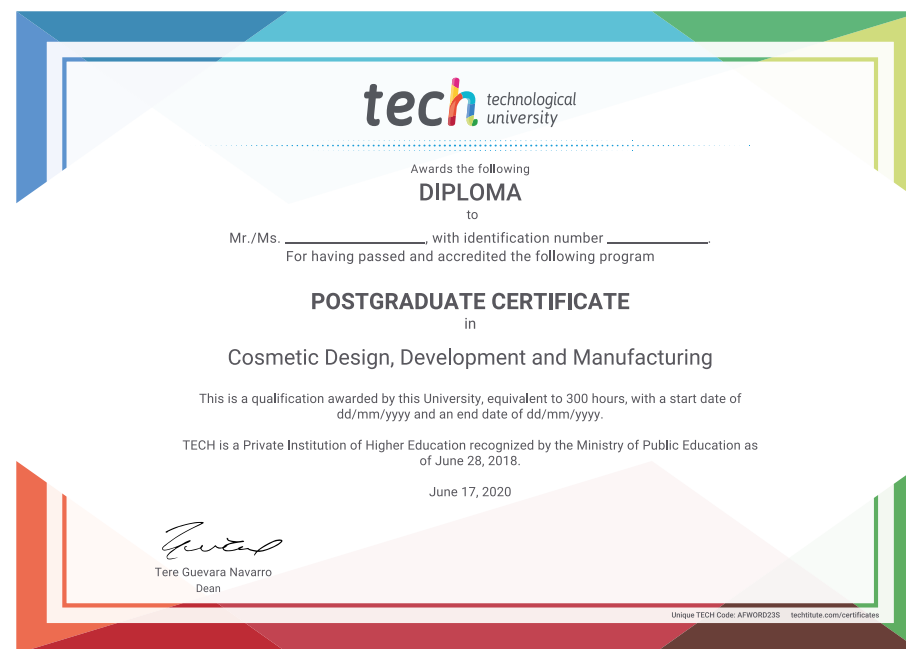 tech technological
university
Awards the following
DIPLOMA
to
Mr./Ms. ____________________, with identification number ______________.
For having passed and accredited the following program
POSTGRADUATE CERTIFICATE
in
Cosmetic Design, Development and Manufacturing
This is a qualification awarded by this University, equivalent to 300 hours, with a start date of
dd/mm/yyyy and an end date of dd/mm/yyyy.
TECH is a Private Institution of Higher Education recognized by the Ministry of Public Education as
of June 28, 2018.
June 17, 2020
Tere Guevara Navarro
Dean
Unique TECH Code: AFWORD23S techtitute.com/certificates